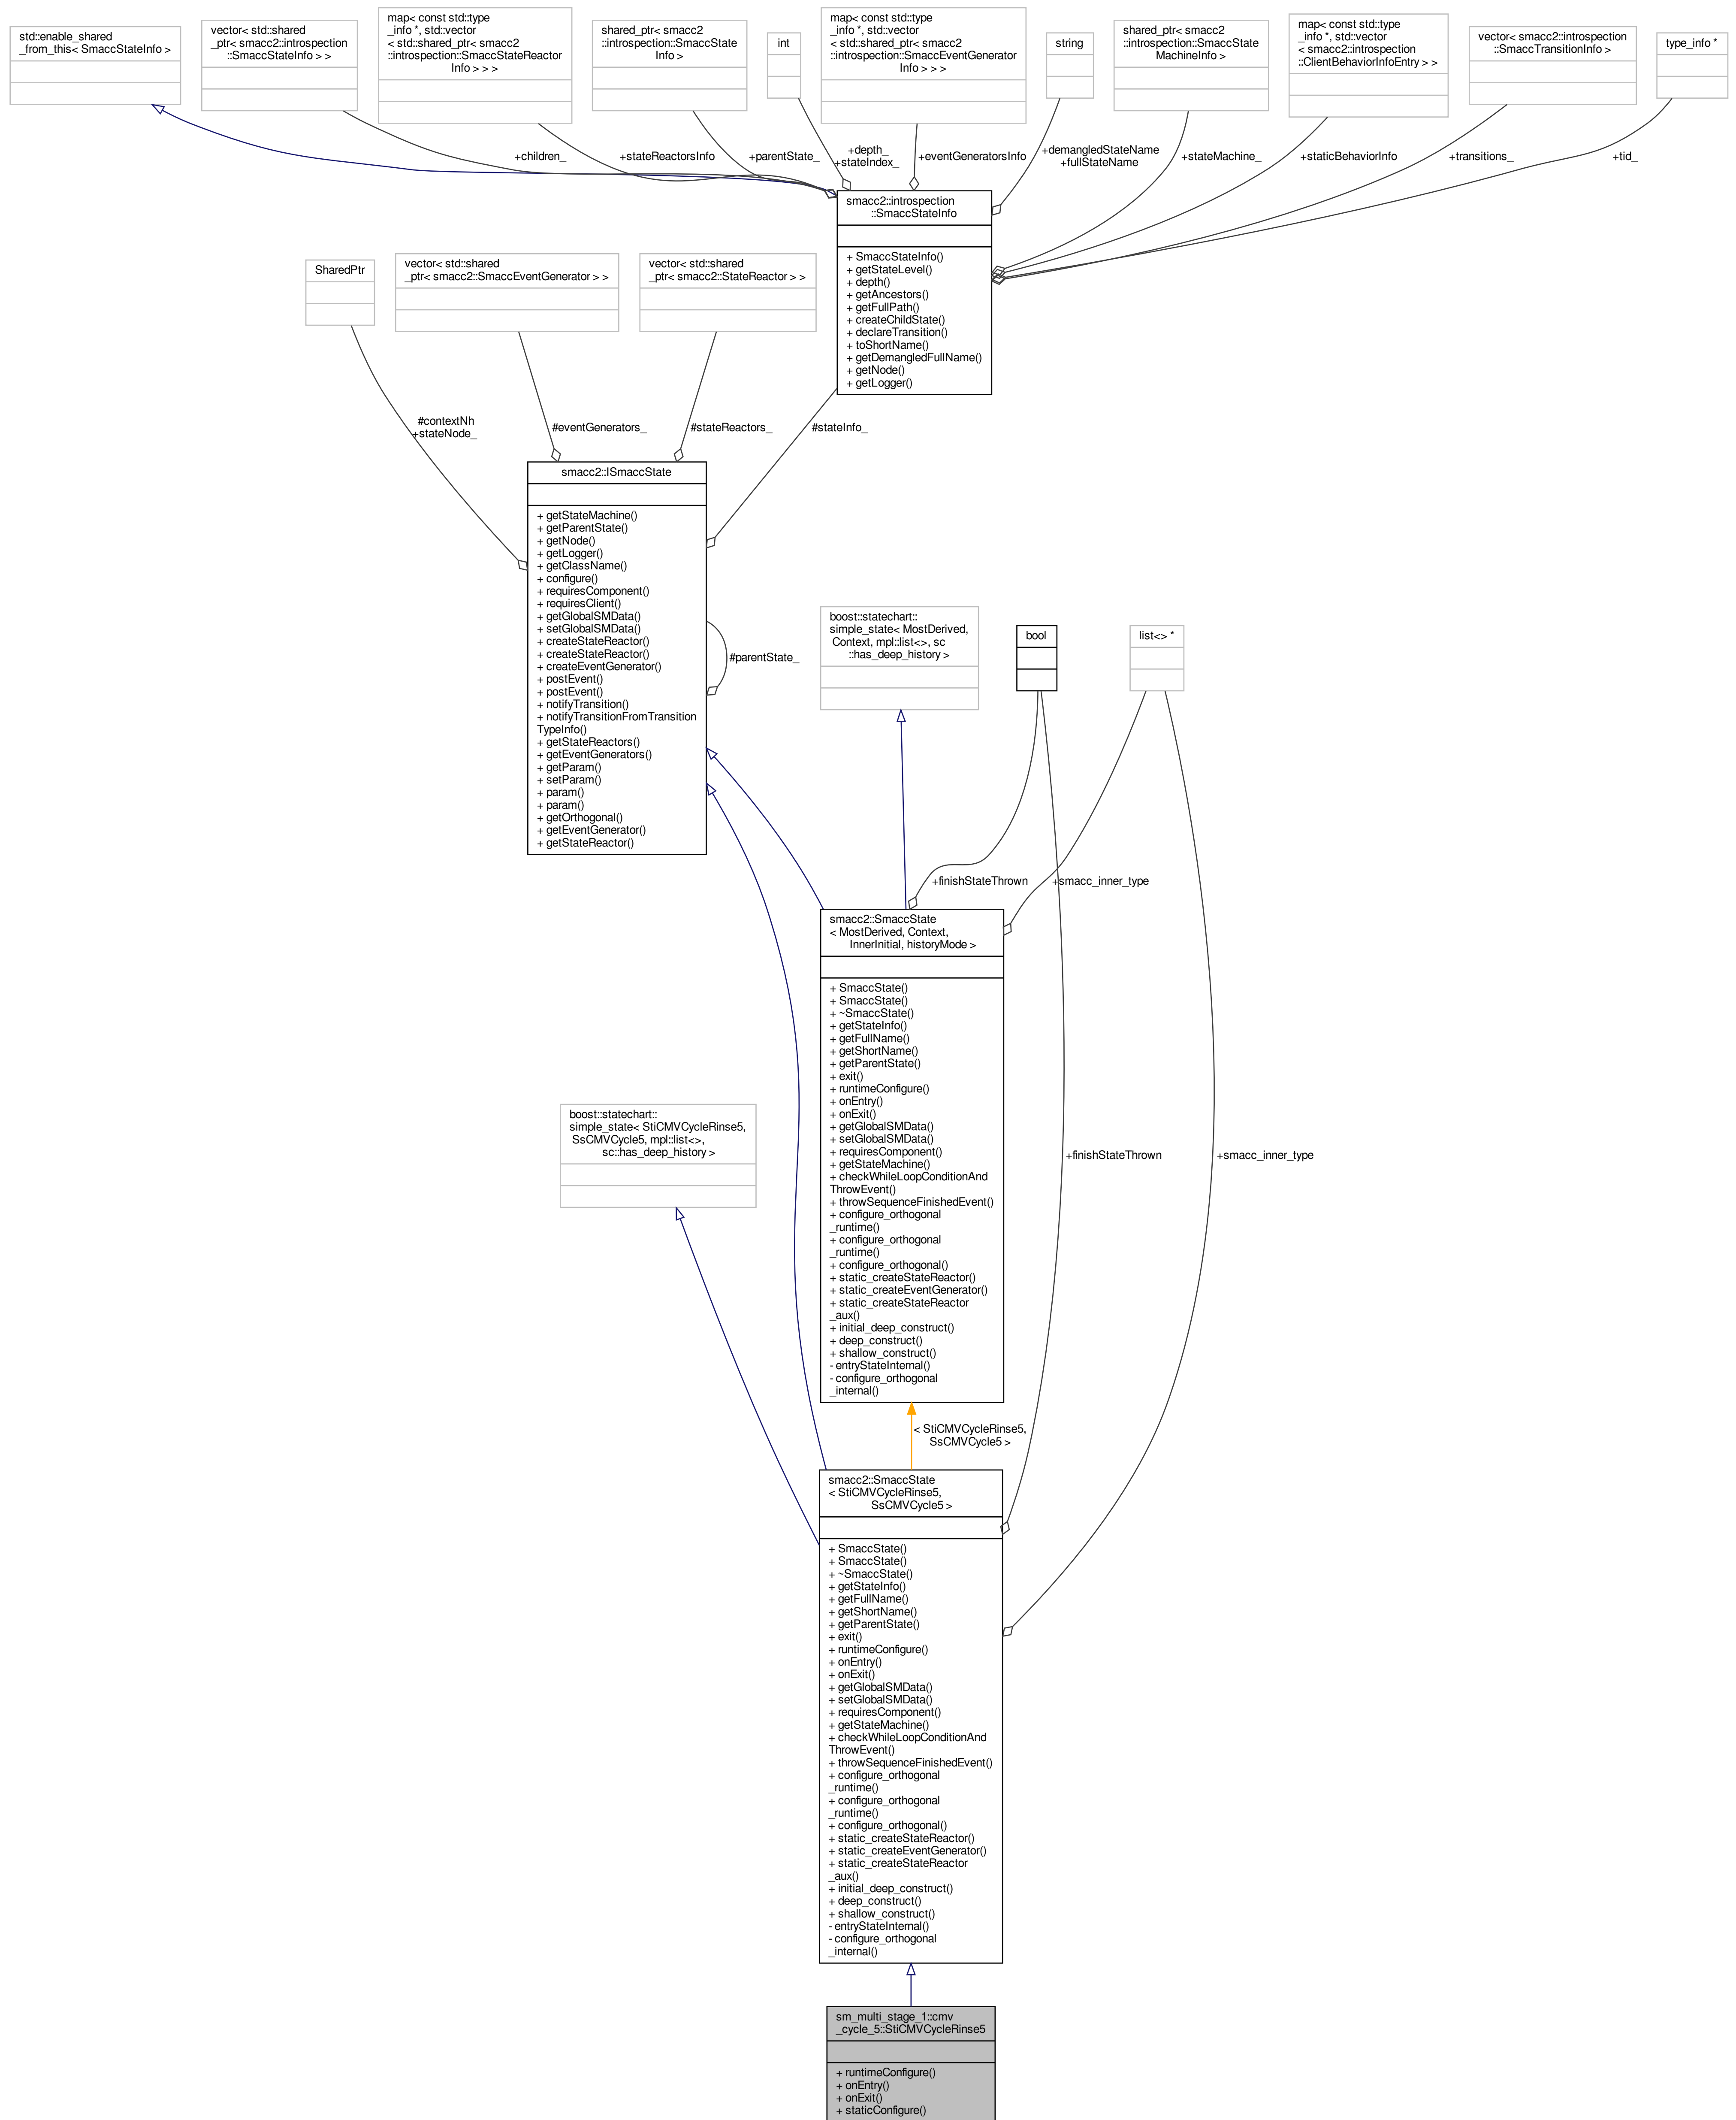 std::enable_shared
_from_this< SmaccStateInfo >
vector< std::shared
_ptr< smacc2::introspection
::SmaccStateInfo > >
map< const std::type
_info *, std::vector
< std::shared_ptr< smacc2
::introspection::SmaccStateReactor
Info > > >
shared_ptr< smacc2
::introspection::SmaccState
Info >
int
map< const std::type
_info *, std::vector
< std::shared_ptr< smacc2
::introspection::SmaccEventGenerator
Info > > >
string
shared_ptr< smacc2
::introspection::SmaccState
MachineInfo >
map< const std::type
_info *, std::vector
< smacc2::introspection
::ClientBehaviorInfoEntry > >
vector< smacc2::introspection
::SmaccTransitionInfo >
type_info *
+children_
+stateReactorsInfo
+parentState_
+depth_
+stateIndex_
+eventGeneratorsInfo
+demangledStateName
+fullStateName
+stateMachine_
+staticBehaviorInfo
+transitions_
+tid_
smacc2::introspection
::SmaccStateInfo
+ SmaccStateInfo()
+ getStateLevel()
+ depth()
+ getAncestors()
+ getFullPath()
+ createChildState()
+ declareTransition()
+ toShortName()
+ getDemangledFullName()
+ getNode()
+ getLogger()
SharedPtr
vector< std::shared
_ptr< smacc2::SmaccEventGenerator > >
vector< std::shared
_ptr< smacc2::StateReactor > >
#contextNh
+stateNode_
#eventGenerators_
#stateReactors_
#stateInfo_
smacc2::ISmaccState
+ getStateMachine()
+ getParentState()
+ getNode()
+ getLogger()
+ getClassName()
+ configure()
+ requiresComponent()
+ requiresClient()
+ getGlobalSMData()
+ setGlobalSMData()
+ createStateReactor()
+ createStateReactor()
+ createEventGenerator()
+ postEvent()
+ postEvent()
+ notifyTransition()
+ notifyTransitionFromTransition
TypeInfo()
+ getStateReactors()
+ getEventGenerators()
+ getParam()
+ setParam()
+ param()
+ param()
+ getOrthogonal()
+ getEventGenerator()
+ getStateReactor()
#parentState_
boost::statechart::
simple_state< MostDerived,
Context, mpl::list<>, sc
::has_deep_history >
bool
list<> *
+finishStateThrown
+smacc_inner_type
smacc2::SmaccState
< MostDerived, Context,
InnerInitial, historyMode >
+ SmaccState()
+ SmaccState()
+ ~SmaccState()
+ getStateInfo()
+ getFullName()
+ getShortName()
+ getParentState()
+ exit()
+ runtimeConfigure()
+ onEntry()
+ onExit()
+ getGlobalSMData()
+ setGlobalSMData()
+ requiresComponent()
+ getStateMachine()
+ checkWhileLoopConditionAnd
ThrowEvent()
+ throwSequenceFinishedEvent()
+ configure_orthogonal
_runtime()
+ configure_orthogonal
_runtime()
+ configure_orthogonal()
+ static_createStateReactor()
+ static_createEventGenerator()
+ static_createStateReactor
_aux()
+ initial_deep_construct()
+ deep_construct()
+ shallow_construct()
- entryStateInternal()
- configure_orthogonal
_internal()
boost::statechart::
simple_state< StiCMVCycleRinse5,
SsCMVCycle5, mpl::list<>,
sc::has_deep_history >
+finishStateThrown
+smacc_inner_type
< StiCMVCycleRinse5,
SsCMVCycle5 >
smacc2::SmaccState
< StiCMVCycleRinse5,
SsCMVCycle5 >
+ SmaccState()
+ SmaccState()
+ ~SmaccState()
+ getStateInfo()
+ getFullName()
+ getShortName()
+ getParentState()
+ exit()
+ runtimeConfigure()
+ onEntry()
+ onExit()
+ getGlobalSMData()
+ setGlobalSMData()
+ requiresComponent()
+ getStateMachine()
+ checkWhileLoopConditionAnd
ThrowEvent()
+ throwSequenceFinishedEvent()
+ configure_orthogonal
_runtime()
+ configure_orthogonal
_runtime()
+ configure_orthogonal()
+ static_createStateReactor()
+ static_createEventGenerator()
+ static_createStateReactor
_aux()
+ initial_deep_construct()
+ deep_construct()
+ shallow_construct()
- entryStateInternal()
- configure_orthogonal
_internal()
sm_multi_stage_1::cmv
_cycle_5::StiCMVCycleRinse5
+ runtimeConfigure()
+ onEntry()
+ onExit()
+ staticConfigure()